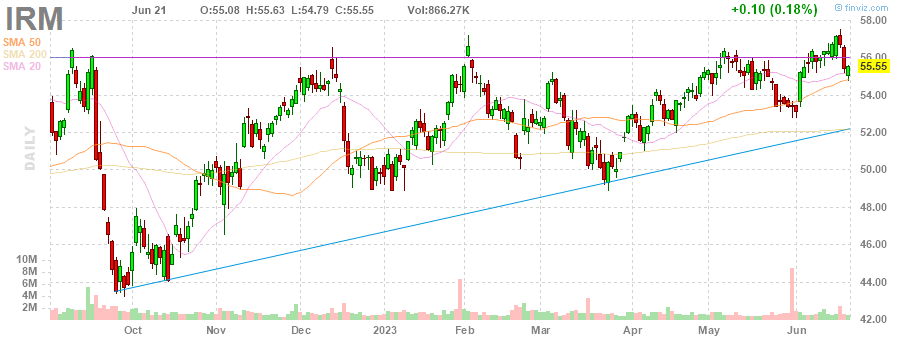 IRM Jun 21 O:55.08 H:55.63 L:54.79 C:55.55 Vol:866.27K +0.10 (0.18%)
© finviz.com
SMA 50
SMA 200
SMA 20
DAILY
58.00
56.00
55.55
54.00
52.00
50.00
48.00
46.00
44.00
42.00
10M
8M
6M
4M
2M
Oct Nov Dec 2023 Feb Mar Apr May Jun